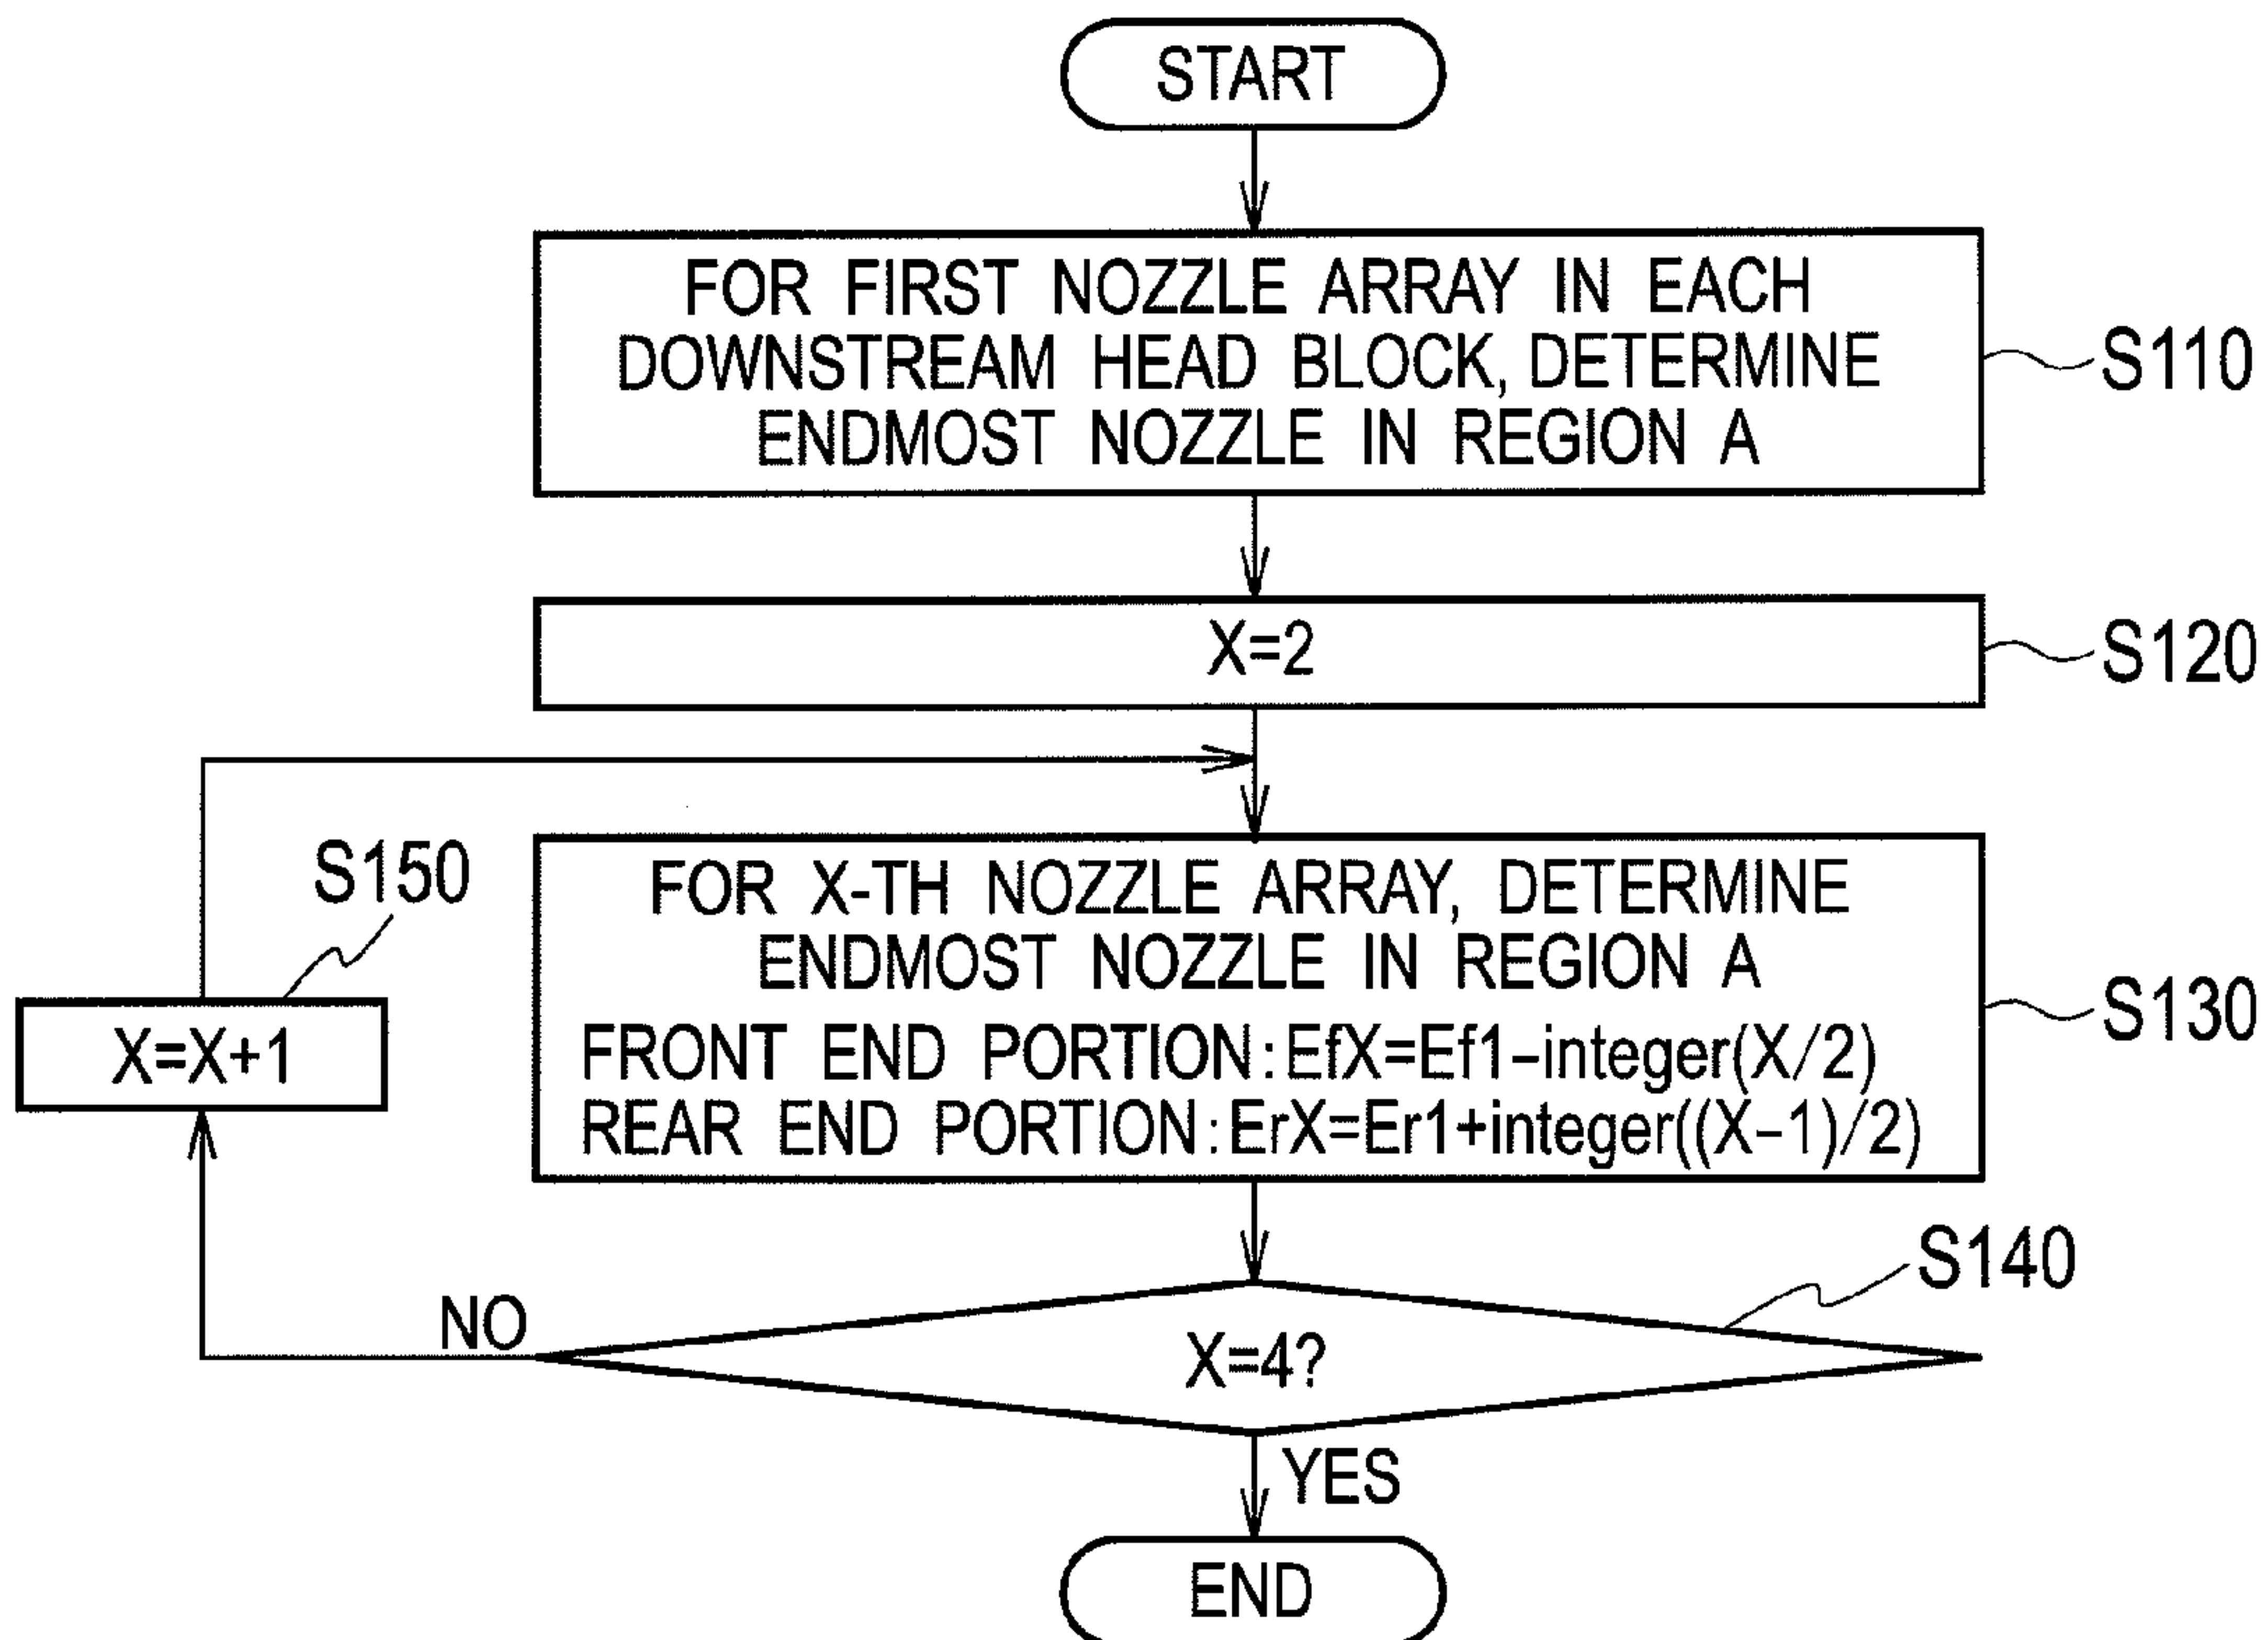 START
FOR FIRST NOZZLE ARRAY IN EACH
DOWNSTREAM HEAD BLOCK, DETERMINE
ENDMOST NOZZLE IN REGION A
S110
X=2
S120
S150
X=X+1
FOR X-TH NOZZLE ARRAY, DETERMINE
ENDMOST NOZZLE IN REGION A
FRONT END PORTION:EfX=Ef1-integer(X/2)
REAR END PORTION:ErX=Er1+integer((X-1)/2)
S130
S140
NO
X=4?
YES
END